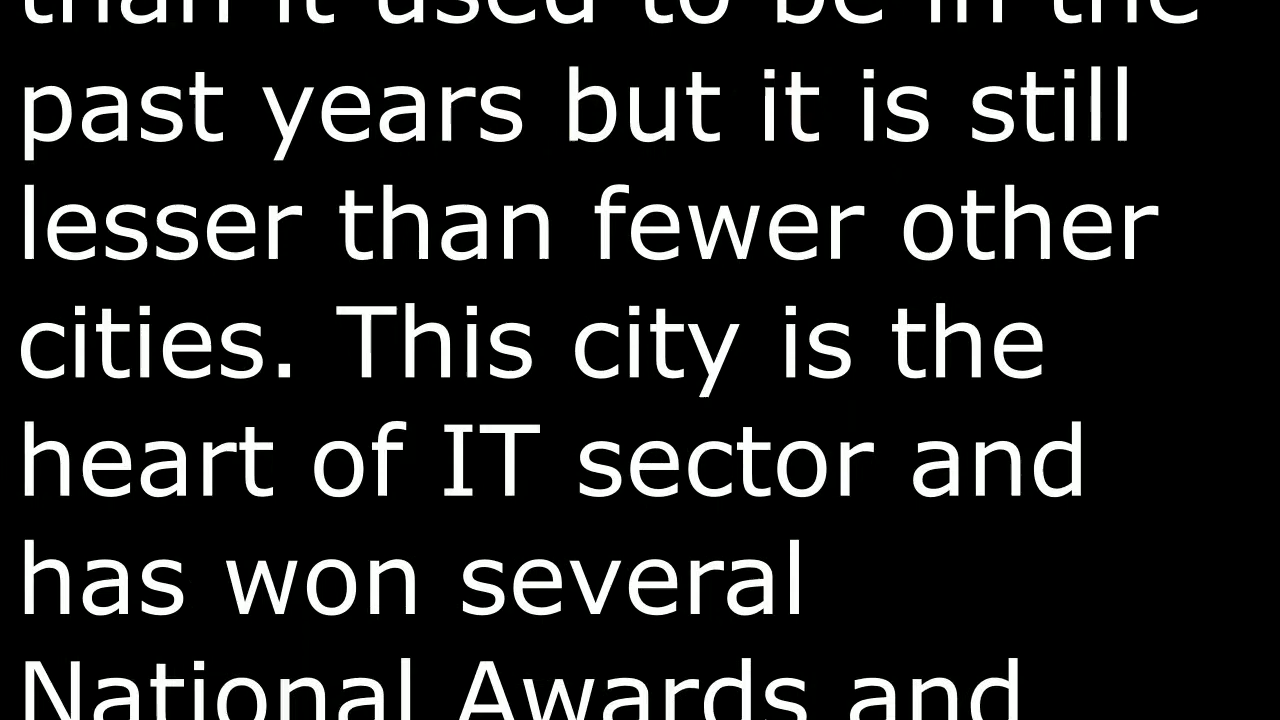 than it used to be in the
past years but it is still
lesser than fewer other
cities. This city is the
heart of IT sector and
has won several
National Awards and